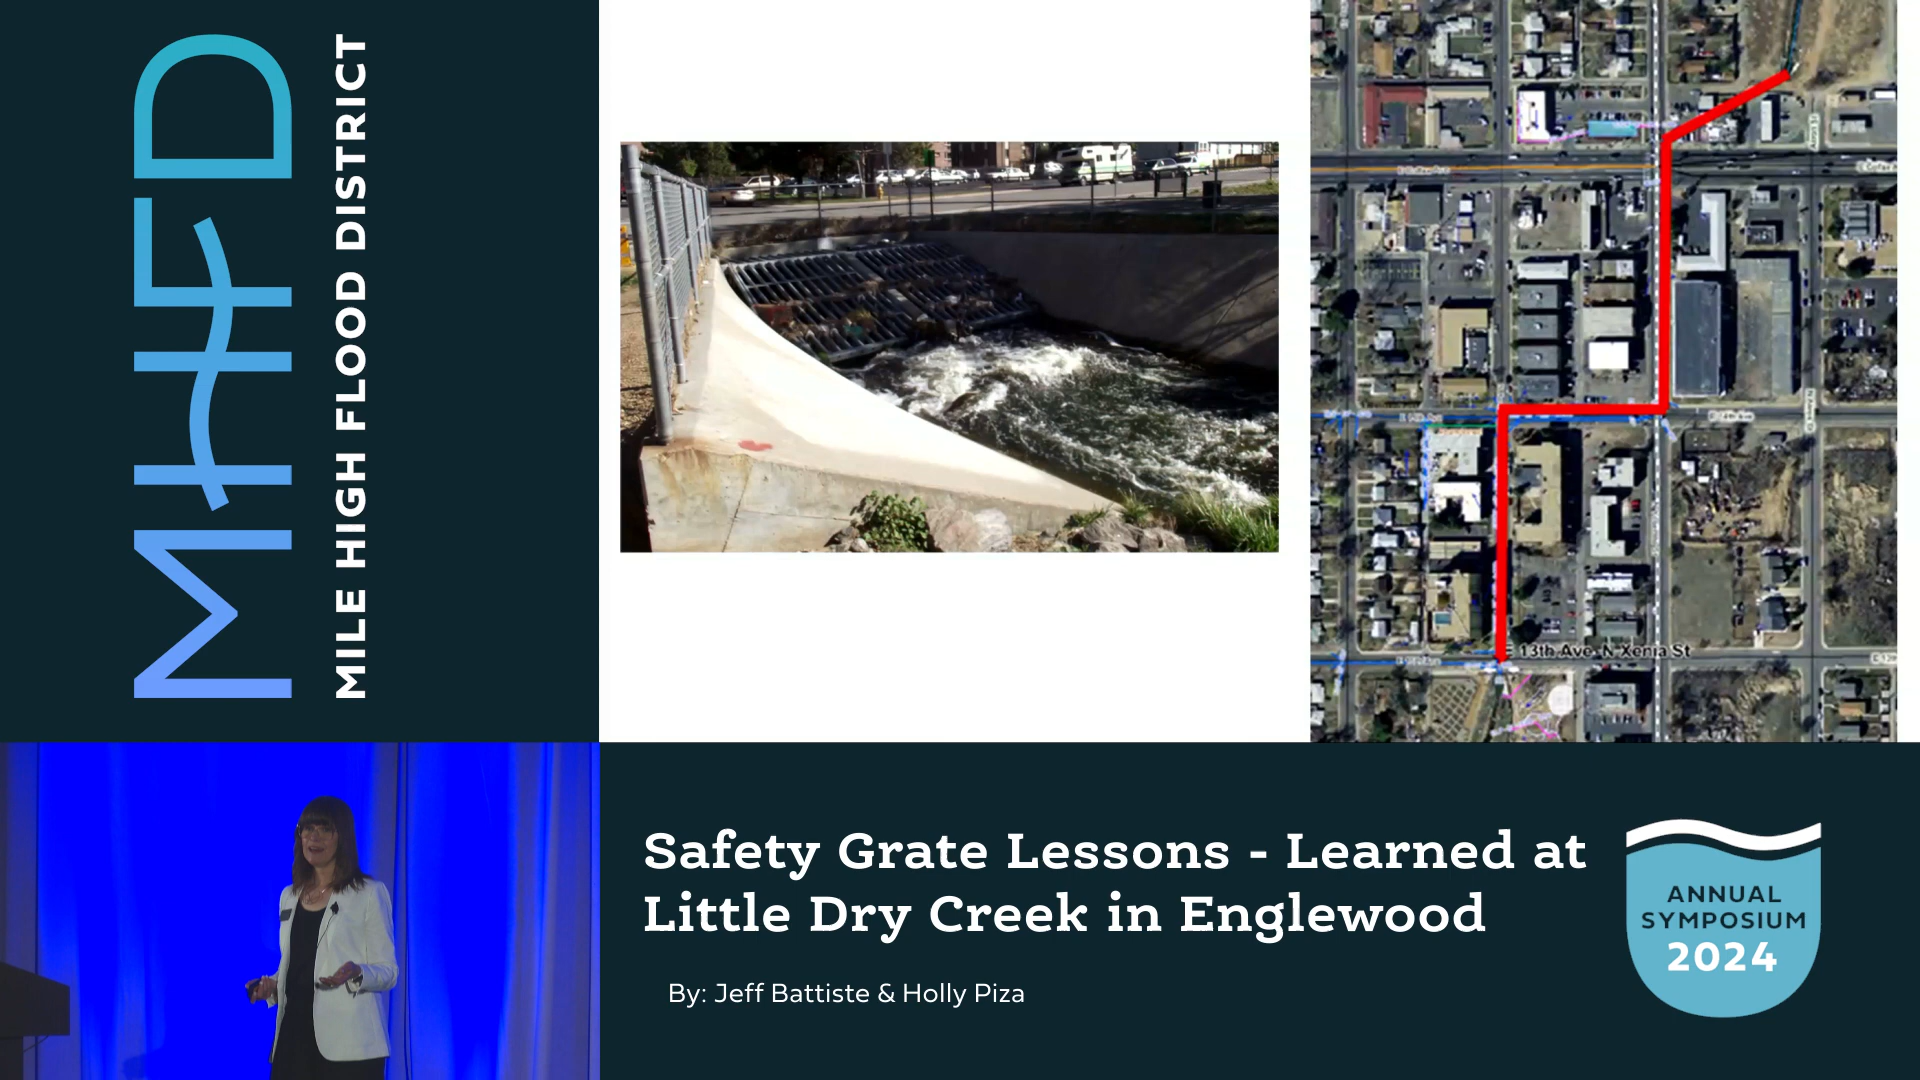 MHFD
MILE HIGH FLOOD DISTRICT
13th Ave N Xenia St
Safety Grate Lessons - Learned at
Little Dry Creek in Englewood
By: Jeff Battiste & Holly Piza
ANNUAL
SYMPOSIUM
2024